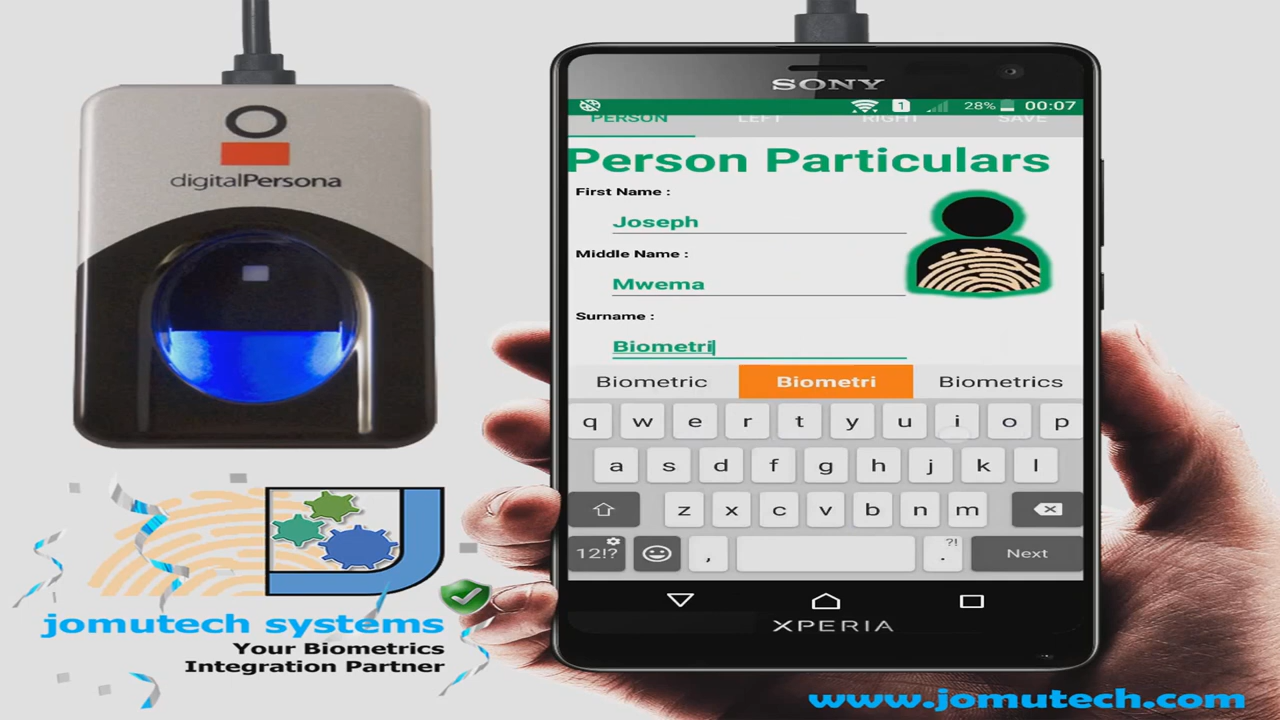 digitalPersona
SONY
1 28% 00:07
PERSON LEFT RIGHT SAVE
Person Particulars
First Name :
Joseph
Middle Name :
Mwema
Surname :
Biometri
Biometric Biometri Biometrics
q w e r t y u i o p
a s d f g h j k l
z x c v b n m
12!? , . ?! Next
XPERIA
jomutech systems
Your Biometrics
Integration Partner
www.jomutech.com